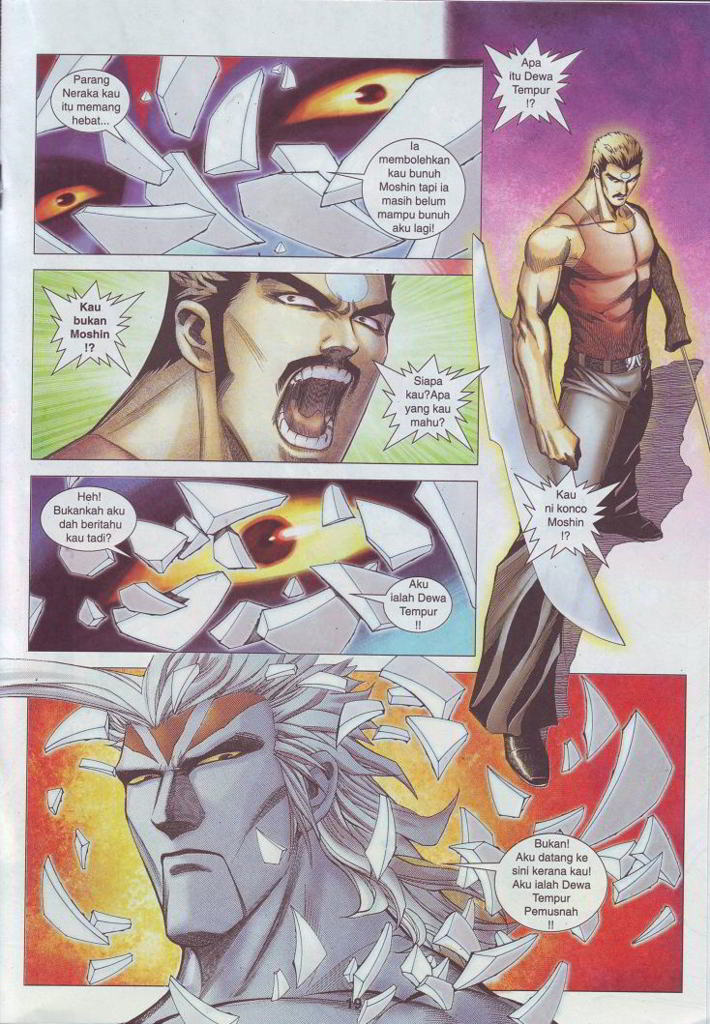 Parang
Neraka kau
itu memang
hebat...
Ia
membolehkan
kau bunuh
Moshin tapi ia
masih belum
mampu bunuh
aku lagi!
Apa
itu Dewa
Tempur
!?
Kau
bukan
Moshin
!?
Siapa
kau?Apa
yang kau
mahu?
Kau
ni konco
Moshin
!?
Heh!
Bukankah aku
dah beritahu
kau tadi?
Aku
ialah Dewa
Tempur
!!
Bukan!
Aku datang ke
sini kerana kau!
Aku ialah Dewa
Tempur
Pemusnah
!!
19